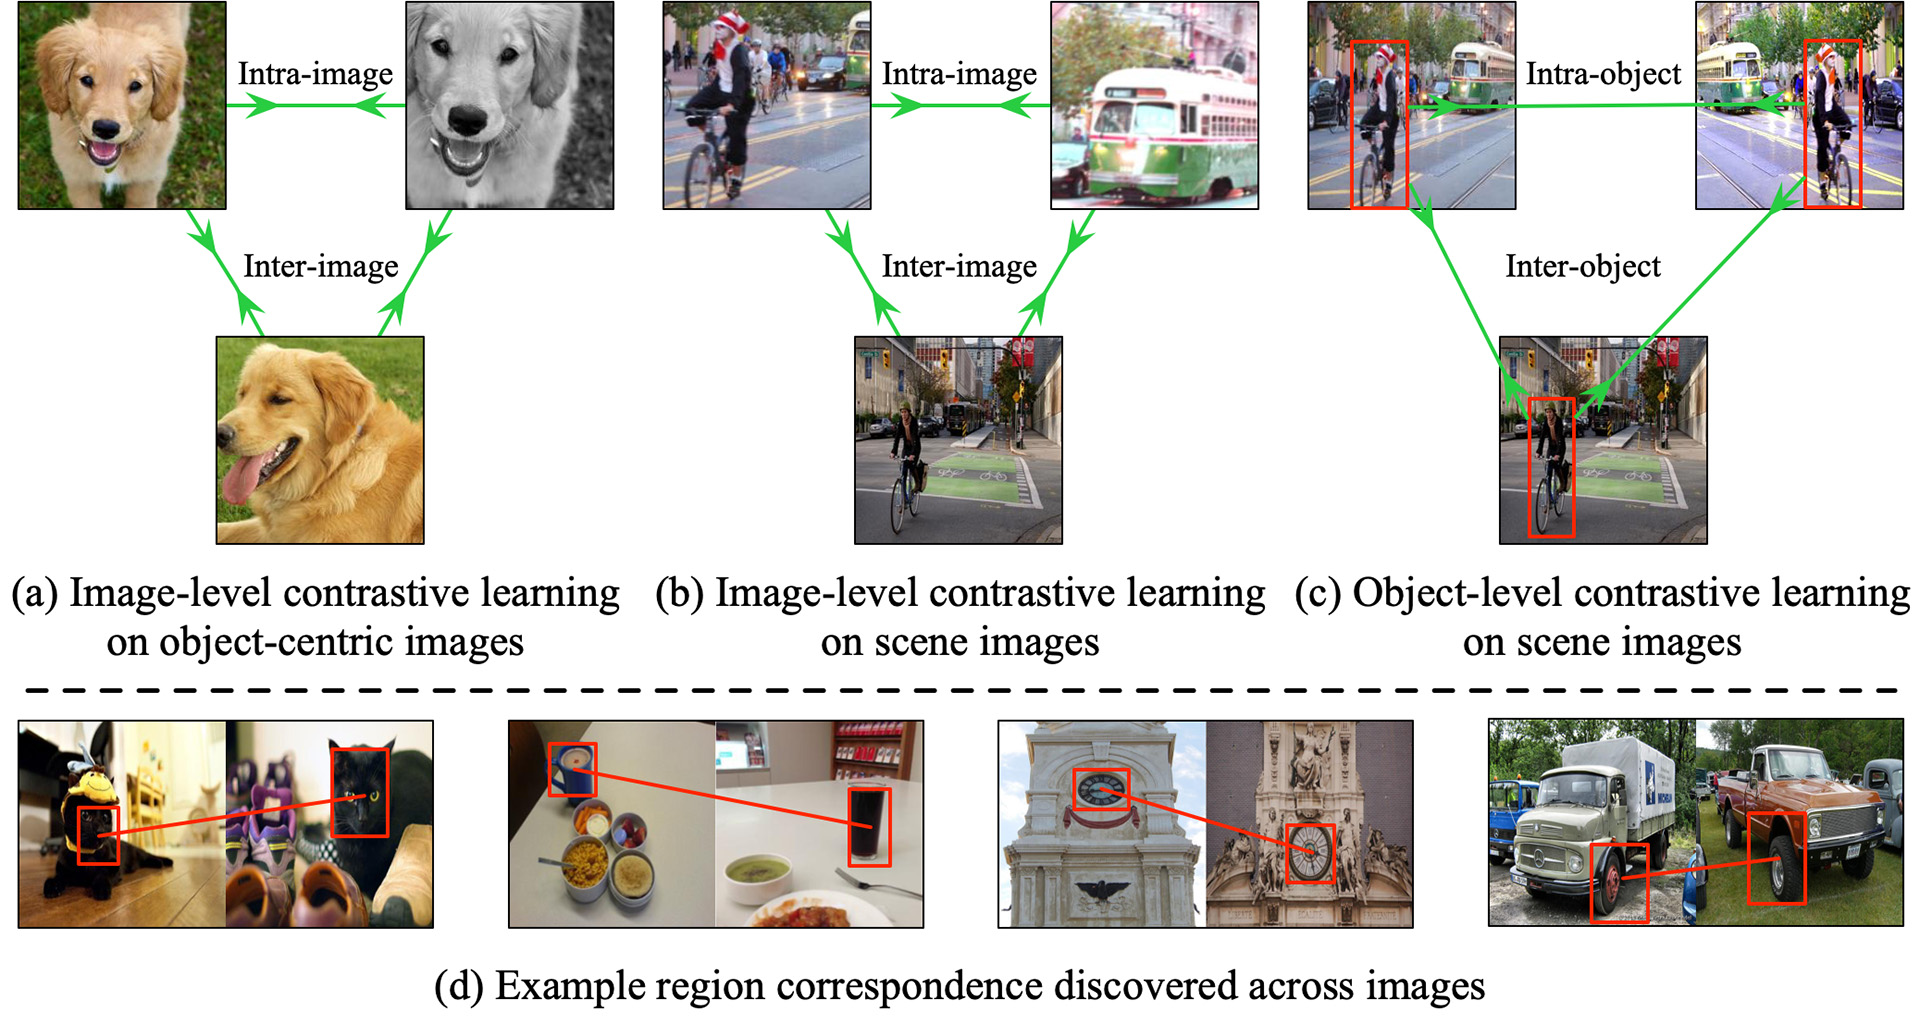 Intra-image
Intra-image
Intra-object
Inter-image
Inter-image
Inter-object
(a) Image-level contrastive learning
on object-centric images
(b) Image-level contrastive learning
on scene images
(c) Object-level contrastive learning
on scene images
(d) Example region correspondence discovered across images